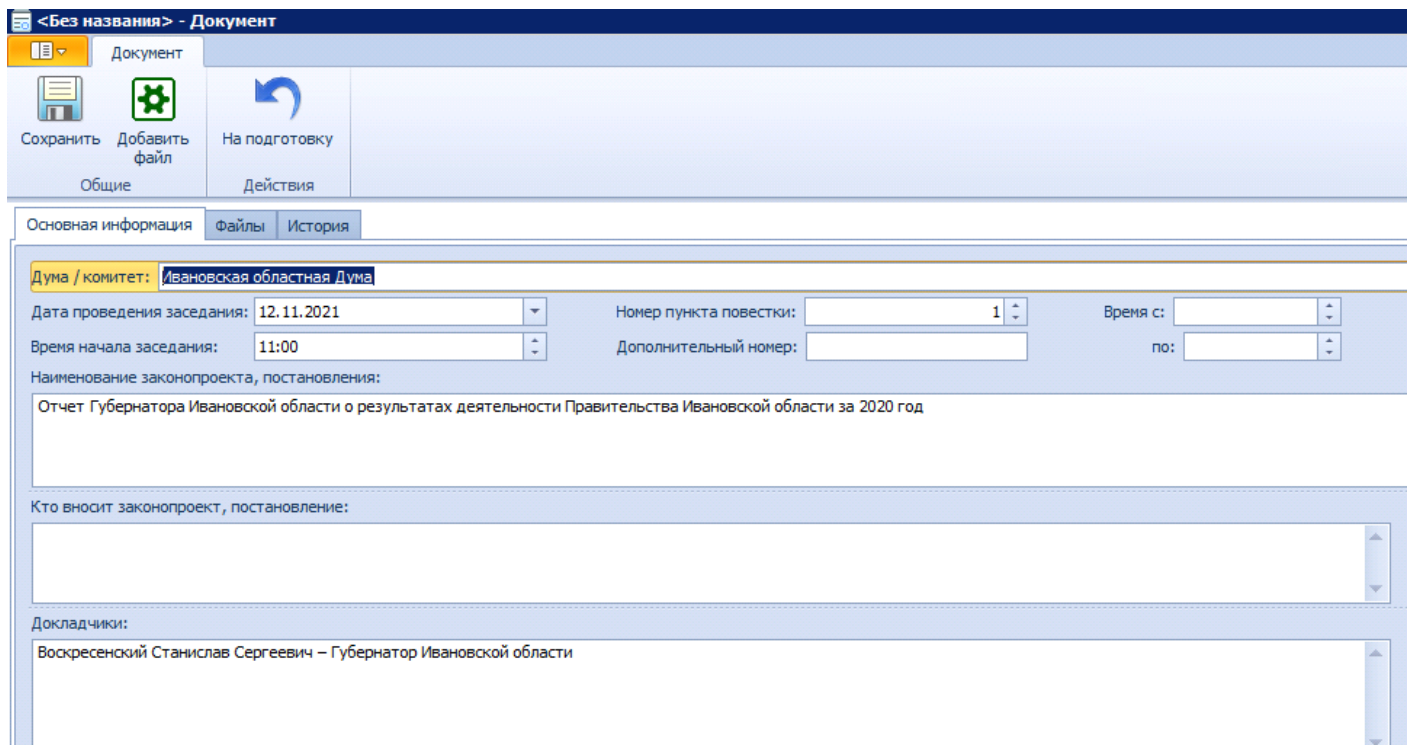 <Без названия> - Документ
Документ
Сохранить Добавить файл На подготовку
Общие Действия
Основная информация Файлы История
Дума / комитет: Ивановская областная Дума
Дата проведения заседания: 12.11.2021 Номер пункта повестки: 1 Время с:
Время начала заседания: 11:00 Дополнительный номер: по:
Наименование законопроекта, постановления:
Отчет Губернатора Ивановской области о результатах деятельности Правительства Ивановской области за 2020 год
Кто вносит законопроект, постановление:
Докладчики:
Воскресенский Станислав Сергеевич – Губернатор Ивановской области